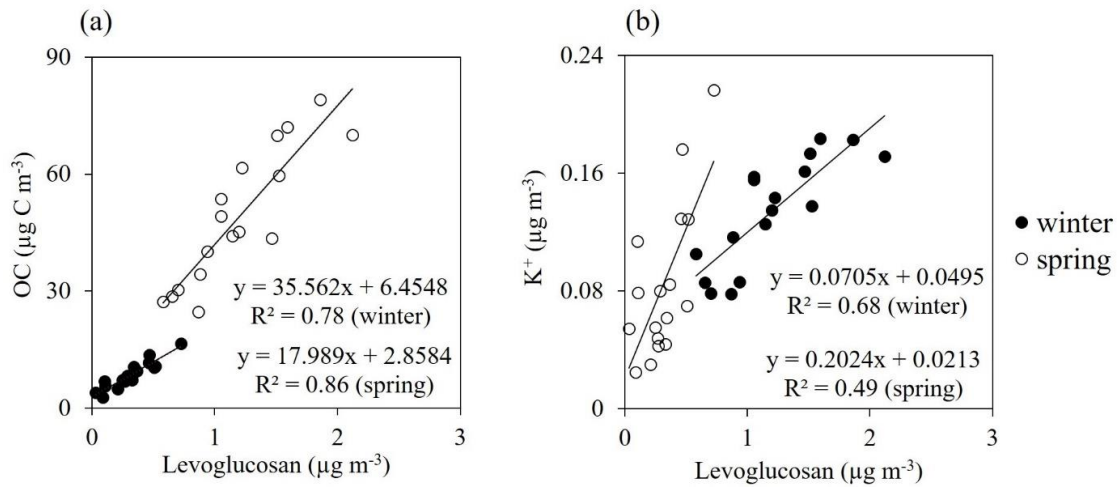 (a)
90
60
30
0
OC (µg C m-3)
y = 35.562x + 6.4548
R² = 0.78 (winter)
y = 17.989x + 2.8584
R² = 0.86 (spring)
0 1 2 3
Levoglucosan (µg m-3)
(b)
0.24
0.16
0.08
0
K+ (µg m-3)
y = 0.0705x + 0.0495
R² = 0.68 (winter)
y = 0.2024x + 0.0213
R² = 0.49 (spring)
0 1 2 3
Levoglucosan (µg m-3)
winter
spring